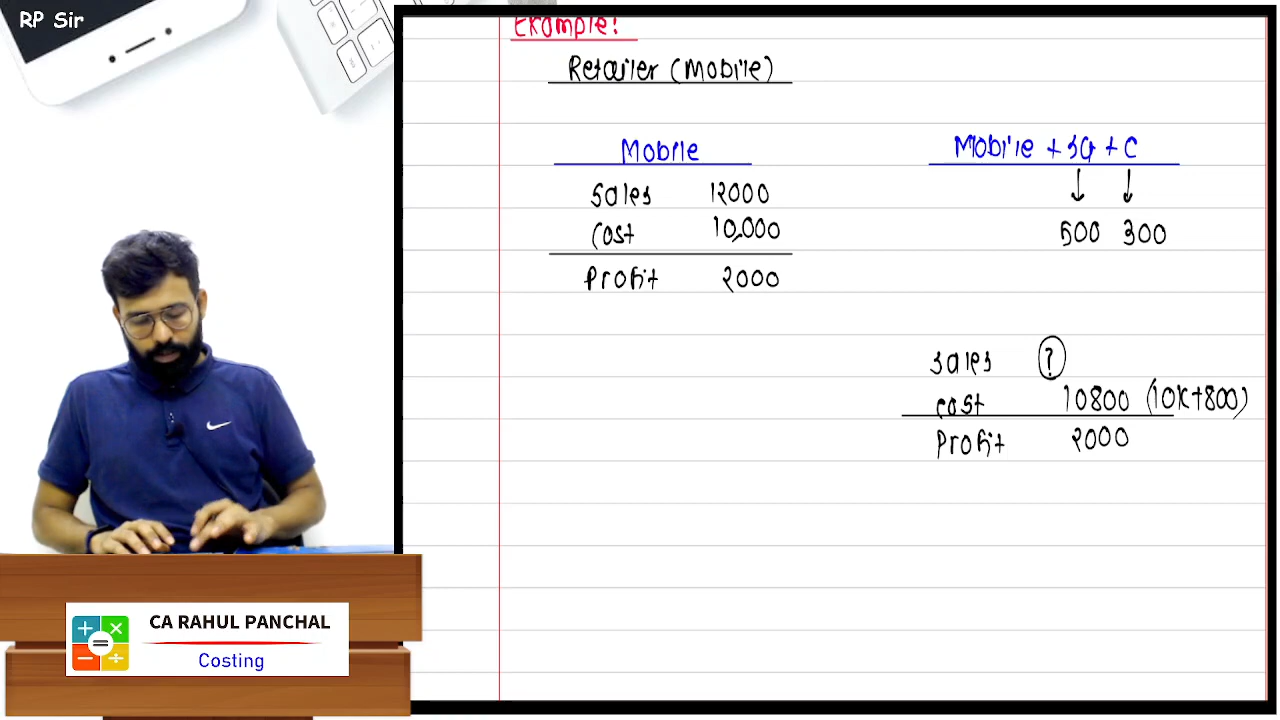 RP Sir
Example:
Retailer (Mobile)
Mobile
Sales 12000
Cost 10,000
Profit 2000
Mobile + SG + C
↓ ↓
500 300
Sales ?
Cost 10800 (10K+800)
Profit 2000
CA RAHUL PANCHAL
Costing